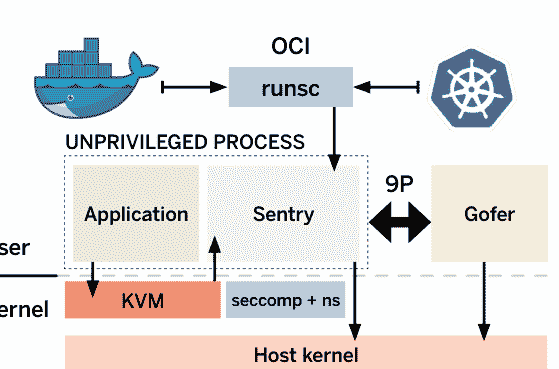 OCI
runsc
UNPRIVILEGED PROCESS
9P
Application
Sentry
Gofer
ser
ernel
KVM
seccomp + ns
Host kernel